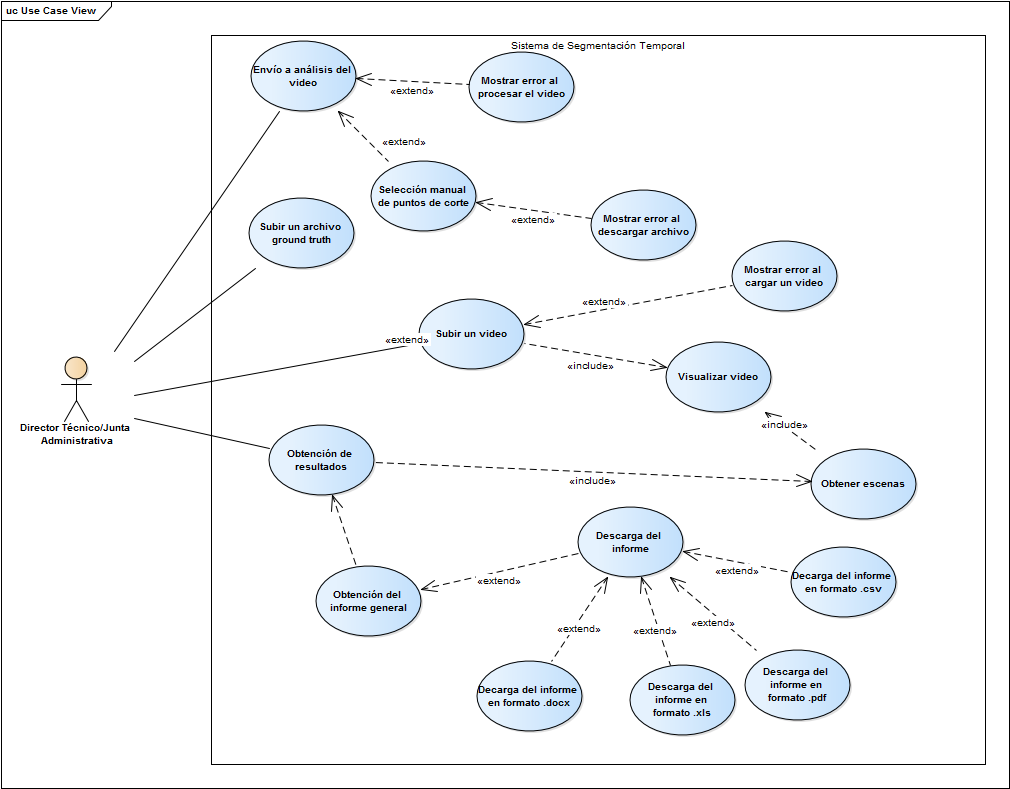 uc Use Case View
Sistema de Segmentación Temporal
Envío a análisis del
video
Mostrar error al
procesar el video
«extend»
«extend»
Selección manual
de puntos de corte
Mostrar error al
descargar archivo
«extend»
Subir un archivo
ground truth
Mostrar error al
cargar un video
«extend»
Subir un video
«extend»
«include»
Visualizar video
Director Técnico/Junta
Administrativa
«include»
Obtención de
resultados
«include»
Obtener escenas
Descarga del
informe
«extend»
«extend»
Decarga del informe
en formato .csv
Obtención del
informe general
«extend»
«extend»
«extend»
Decarga del informe
en formato .docx
Descarga del
informe en
formato .xls
Descarga del
informe en
formato .pdf